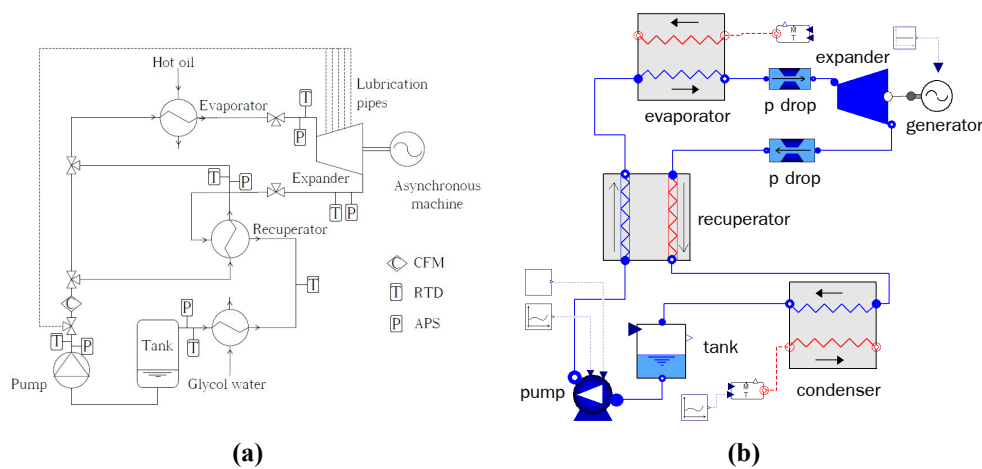 Hot oil
Evaporator
Lubrication
pipes
T
P
Expander
T
P
T
P
Asynchronous
machine
Recuperator
C CFM
T RTD
P APS
T
P
T
T
P
Tank
Pump
Glycol water
(a)
M
T
expander
evaporator
p drop
generator
p drop
recuperator
tank
pump
M
T
condenser
(b)